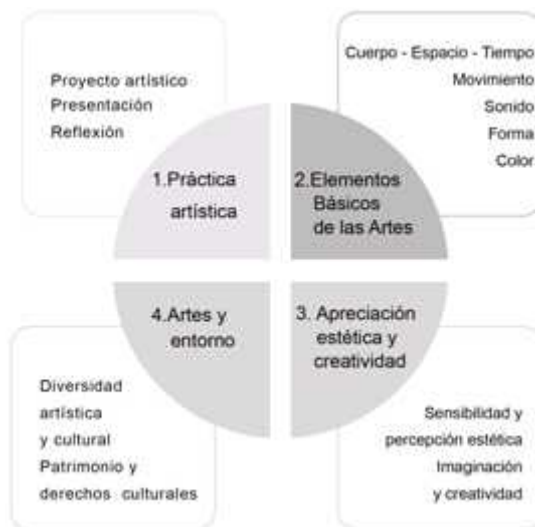 Proyecto artístico
Presentación
Reflexión
1.Práctica
artística
Cuerpo - Espacio - Tiempo
Movimiento
Sonido
Forma
Color
2.Elementos
Básicos
de las Artes
4.Artes y
entorno
Diversidad
artística
y cultural
Patrimonio y
derechos culturales
3. Apreciación
estética y
creatividad
Sensibilidad y
percepción estética
Imaginación
y creatividad